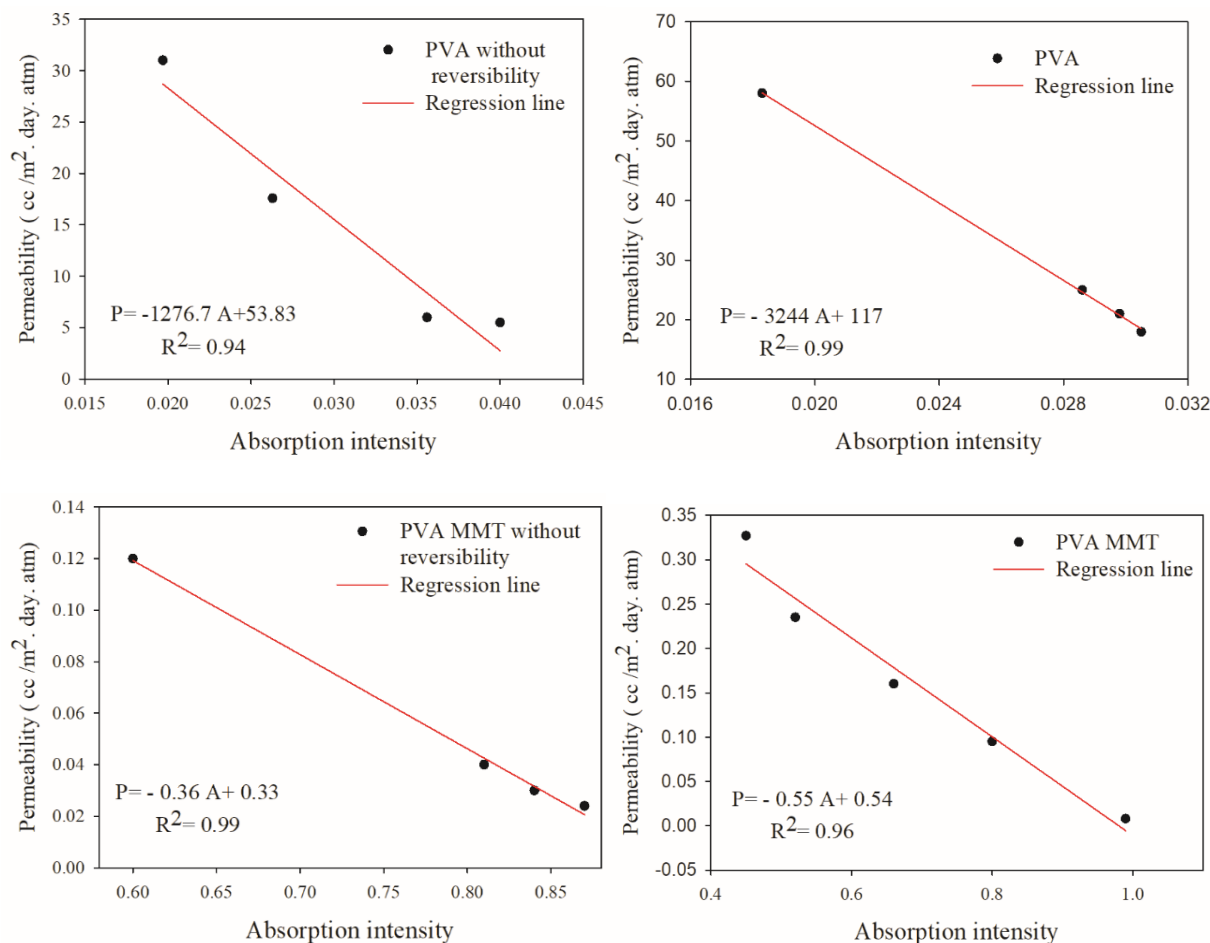 Permeability ( cc /m². day. atm)
35
30
25
20
15
10
5
0
PVA without
reversibility
Regression line
P= -1276.7 A+53.83
R²= 0.94
0.015 0.020 0.025 0.030 0.035 0.040 0.045
Absorption intensity
Permeability ( cc /m². day. atm)
70
60
50
40
30
20
10
PVA
Regression line
P= - 3244 A+ 117
R²= 0.99
0.016 0.020 0.024 0.028 0.032
Absorption intensity
Permeability ( cc /m². day. atm)
0.14
0.12
0.10
0.08
0.06
0.04
0.02
0.00
PVA MMT without
reversibility
Regression line
P= - 0.36 A+ 0.33
R²= 0.99
0.60 0.65 0.70 0.75 0.80 0.85
Absorption intensity
Permeability ( cc /m². day. atm)
0.35
0.30
0.25
0.20
0.15
0.10
0.05
0.00
-0.05
PVA MMT
Regression line
P= - 0.55 A+ 0.54
R²= 0.96
0.4 0.6 0.8 1.0
Absorption intensity